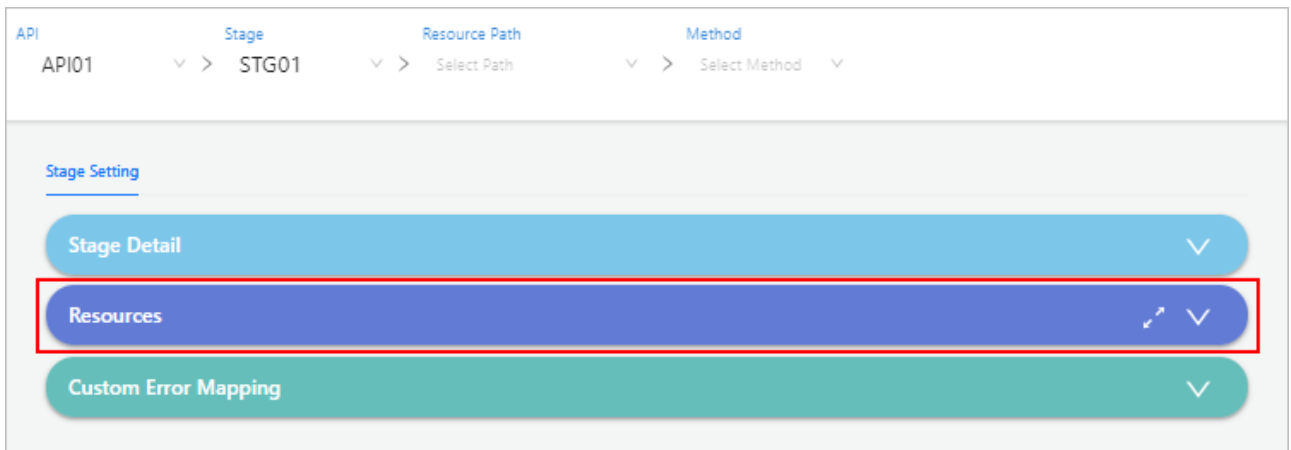 API Stage Resource Path Method
API01 > STG01 > Select Path > Select Method
Stage Setting
Stage Detail
Resources
Custom Error Mapping